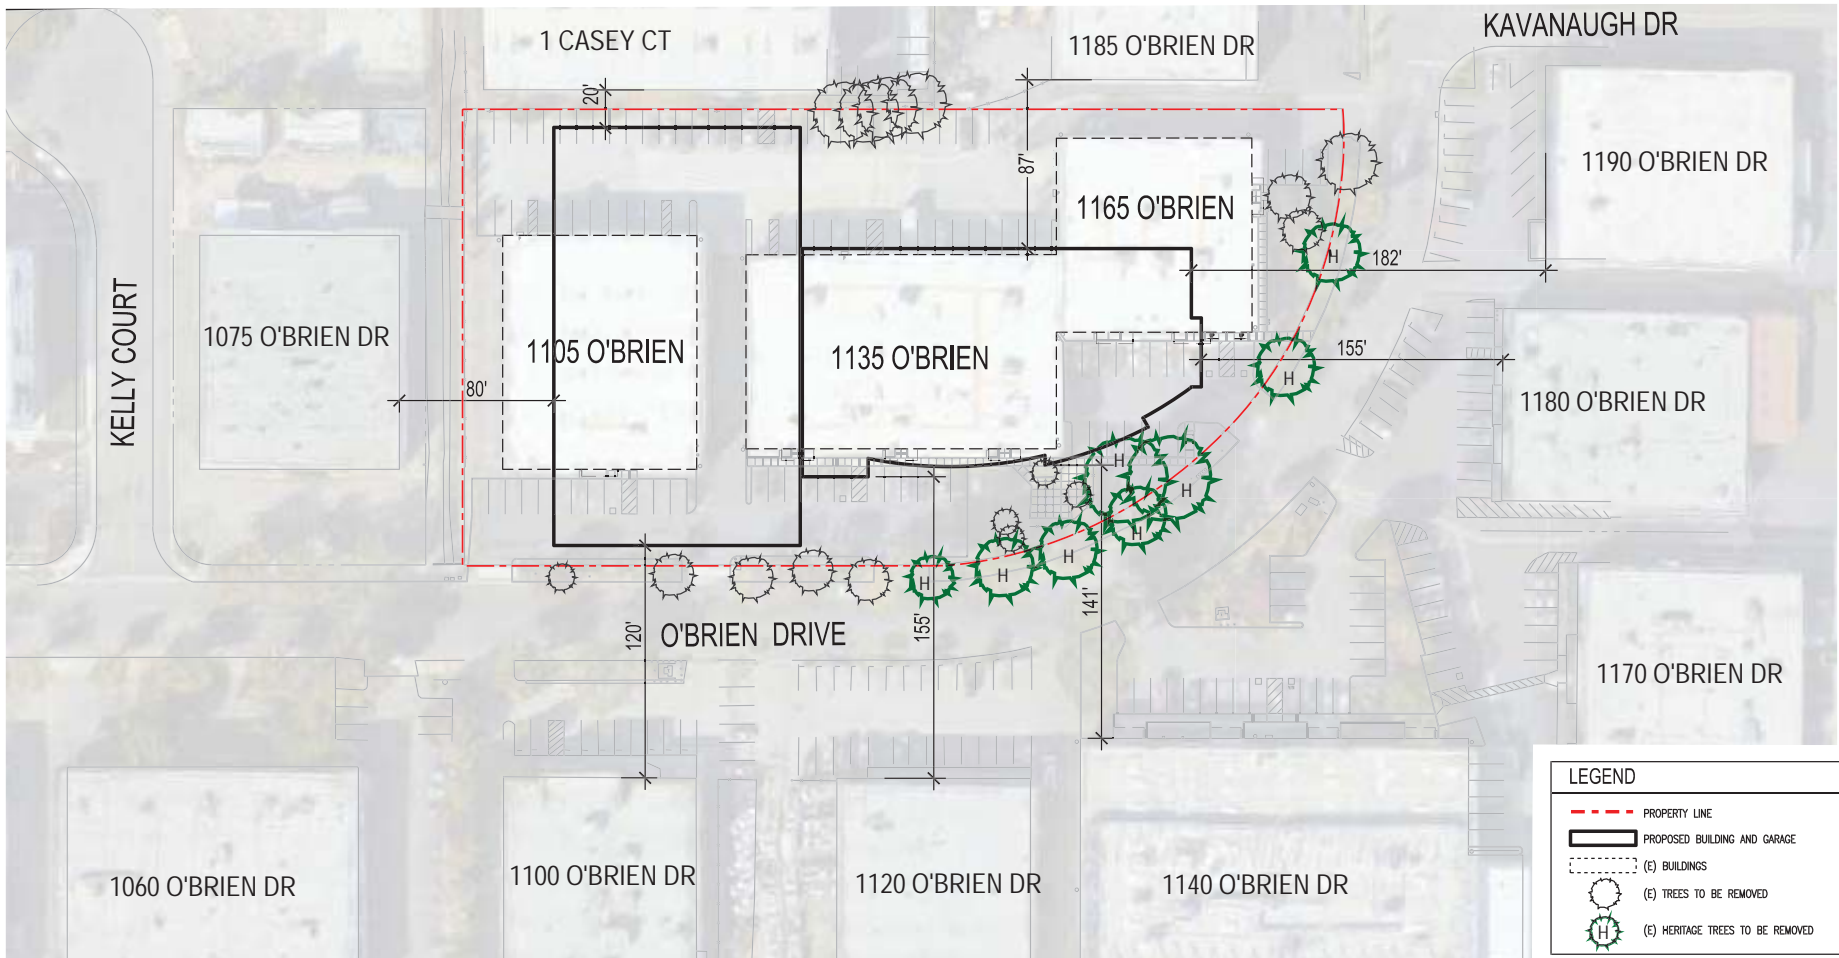 KAVANAUGH DR
1 CASEY CT
1185 O'BRIEN DR
20'
87'
1190 O'BRIEN DR
1165 O'BRIEN
H
182'
KELLY COURT
1075 O'BRIEN DR
1105 O'BRIEN
1135 O'BRIEN
155'
H
80'
1180 O'BRIEN DR
H
H
H
H
H
H
141'
120'
O'BRIEN DRIVE
155'
1170 O'BRIEN DR
1060 O'BRIEN DR
1100 O'BRIEN DR
1120 O'BRIEN DR
1140 O'BRIEN DR
LEGEND
PROPERTY LINE
PROPOSED BUILDING AND GARAGE
(E) BUILDINGS
(E) TREES TO BE REMOVED
H
(E) HERITAGE TREES TO BE REMOVED